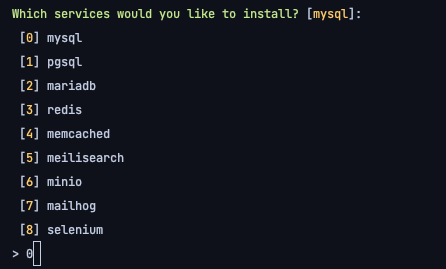 Which services would you like to install? [mysql]:
[0] mysql
[1] pgsql
[2] mariadb
[3] redis
[4] memcached
[5] meilisearch
[6] minio
[7] mailhog
[8] selenium
> 0